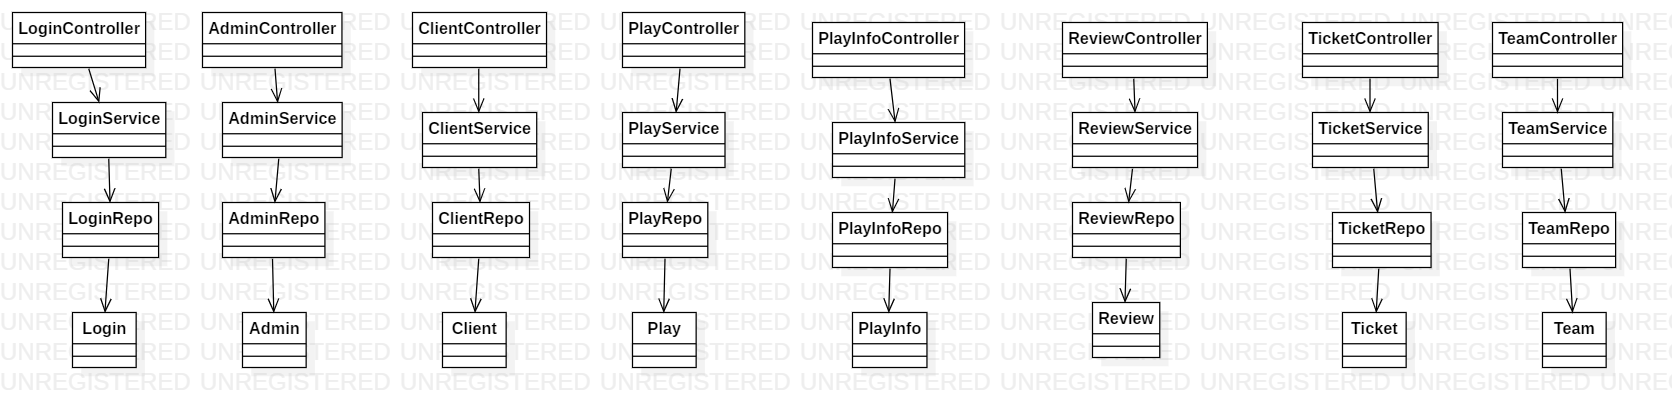 LoginController AdminController ClientController PlayController PlayInfoController ReviewController TicketController TeamController
LoginService AdminService ClientService PlayService PlayInfoService ReviewService TicketService TeamService
LoginRepo AdminRepo ClientRepo PlayRepo PlayInfoRepo ReviewRepo TicketRepo TeamRepo
Login Admin Client Play PlayInfo Review Ticket Team
UNREGISTERED